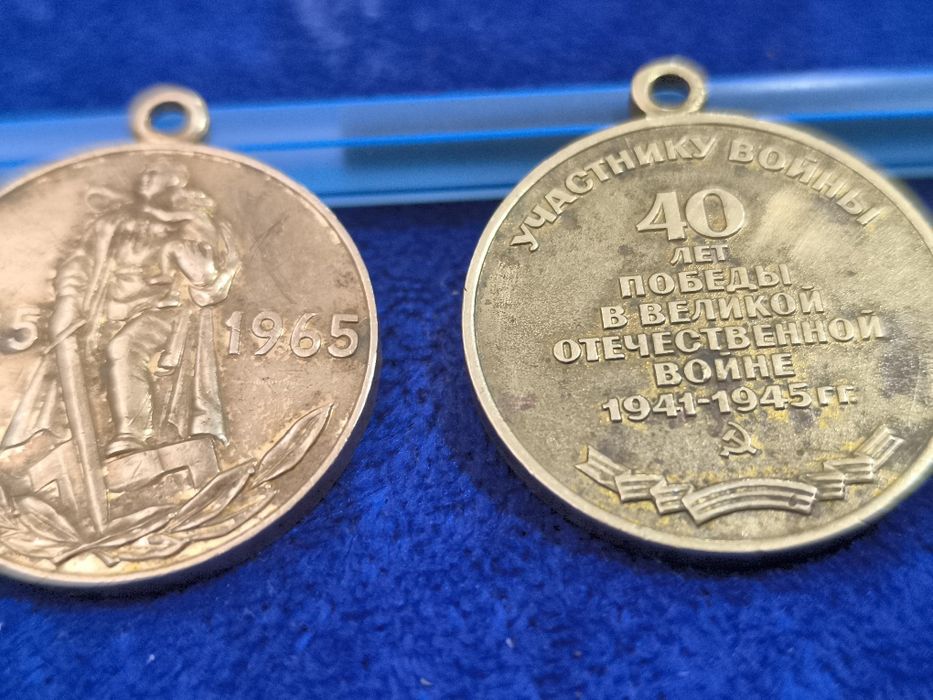 5 1965
УЧАСТНИКУ ВОЙНЫ
40
ЛЕТ
ПОБЕДЫ
В ВЕЛИКОЙ
ОТЕЧЕСТВЕННОЙ
ВОЙНЕ
1941-1945 ГГ.